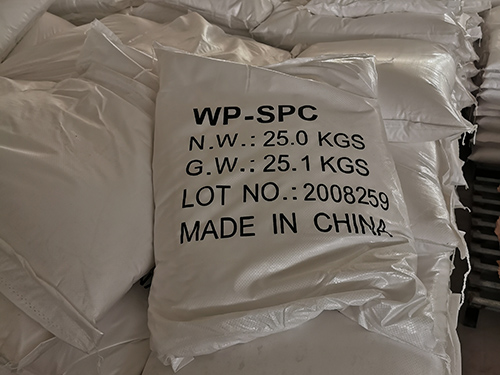 WP-SPC
N.W.: 25.0 KGS
G.W.: 25.1 KGS
LOT NO.: 2008259
MADE IN CHINA